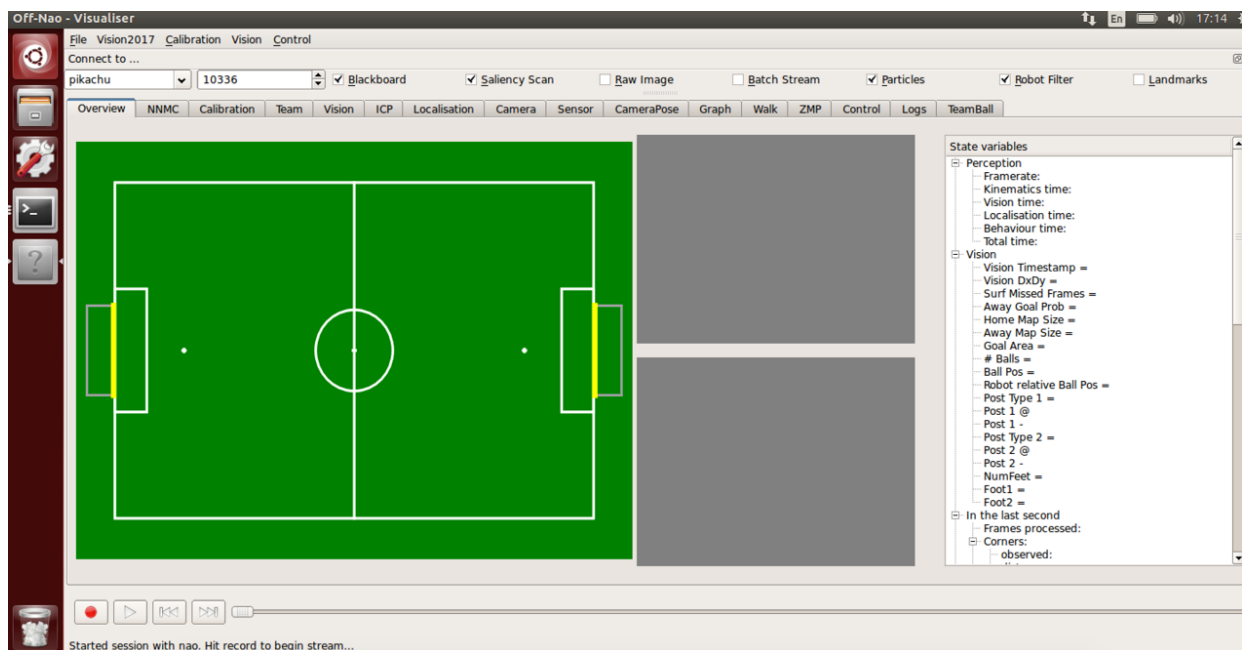 Off-Nao - Visualiser En 17:14
File Vision2017 Calibration Vision Control
Connect to ...
pikachu 10336 Blackboard Saliency Scan Raw Image Batch Stream Particles Robot Filter Landmarks
Overview NNMC Calibration Team Vision ICP Localisation Camera Sensor CameraPose Graph Walk ZMP Control Logs TeamBall
State variables
Perception
Framerate:
Kinematics time:
Vision time:
Localisation time:
Behaviour time:
Total time:
Vision
Vision Timestamp =
Vision DxDy =
Surf Missed Frames =
Away Goal Prob =
Home Map Size =
Away Map Size =
Goal Area =
# Balls =
Ball Pos =
Robot relative Ball Pos =
Post Type 1 =
Post 1 @
Post 1 -
Post Type 2 =
Post 2 @
Post 2 -
NumFeet =
Foot1 =
Foot2 =
In the last second
Frames processed:
Corners:
observed:
Started session with nao. Hit record to begin stream...